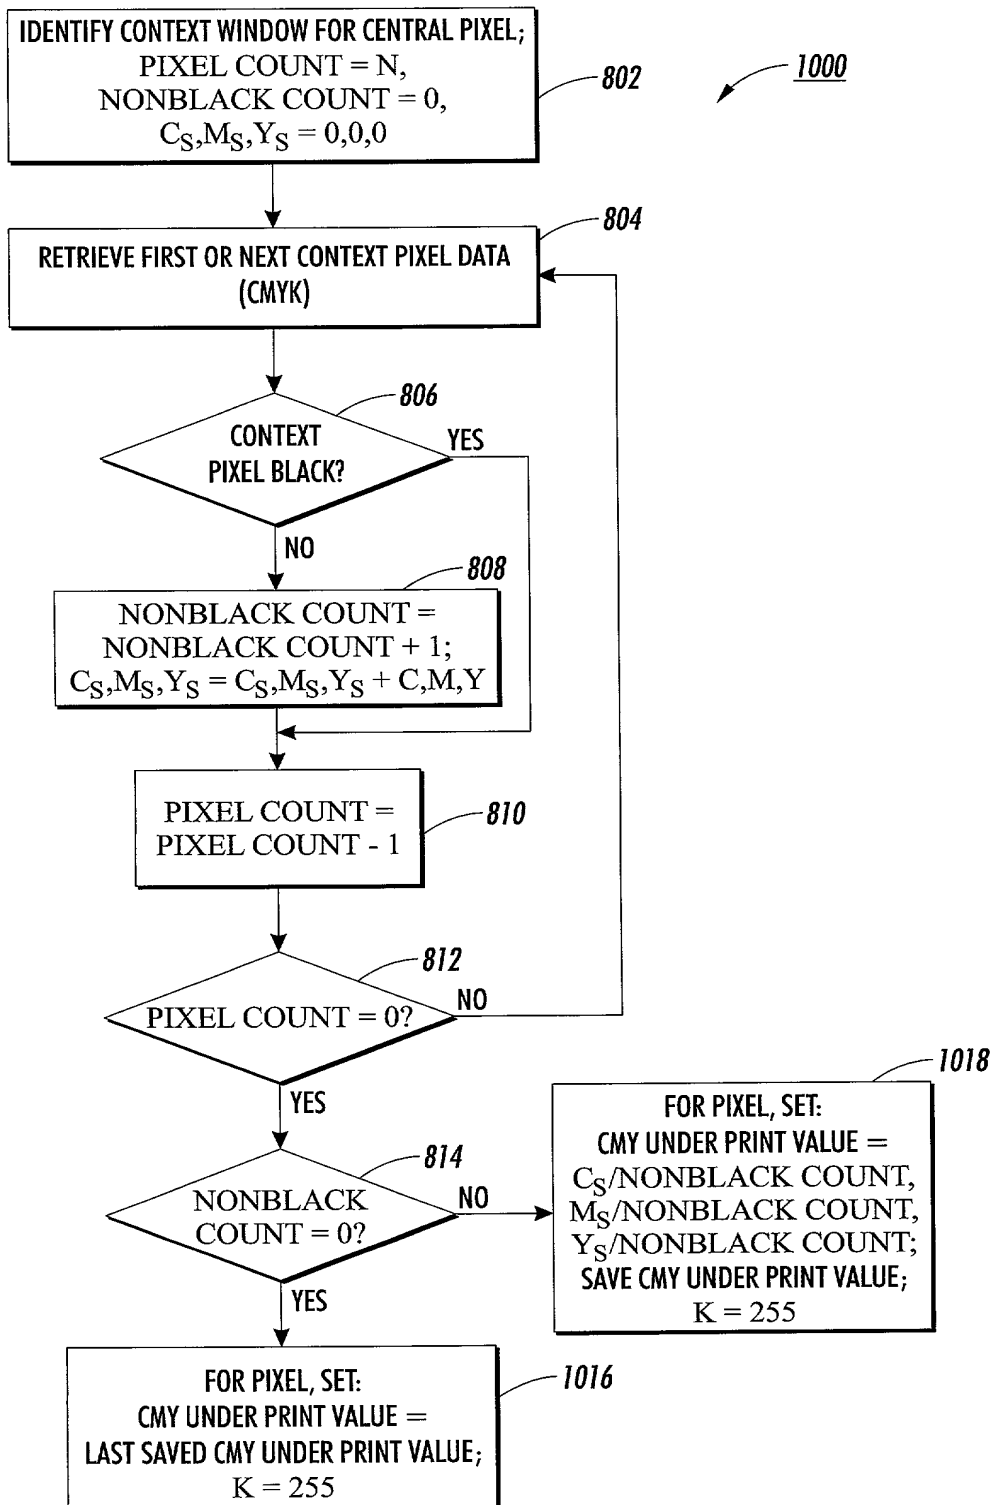 IDENTIFY CONTEXT WINDOW FOR CENTRAL PIXEL;
PIXEL COUNT = N,
NONBLACK COUNT = 0,
CS,MS,YS = 0,0,0
802
1000
804
RETRIEVE FIRST OR NEXT CONTEXT PIXEL DATA
(CMYK)
806
CONTEXT
PIXEL BLACK?
YES
NO
808
NONBLACK COUNT =
NONBLACK COUNT + 1;
CS,MS,YS = CS,MS,YS + C,M,Y
PIXEL COUNT =
PIXEL COUNT - 1
810
812
PIXEL COUNT = 0?
NO
YES
814
NONBLACK
COUNT = 0?
NO
YES
1018
FOR PIXEL, SET:
CMY UNDER PRINT VALUE =
CS/NONBLACK COUNT,
MS/NONBLACK COUNT,
YS/NONBLACK COUNT;
SAVE CMY UNDER PRINT VALUE;
K = 255
1016
FOR PIXEL, SET:
CMY UNDER PRINT VALUE =
LAST SAVED CMY UNDER PRINT VALUE;
K = 255